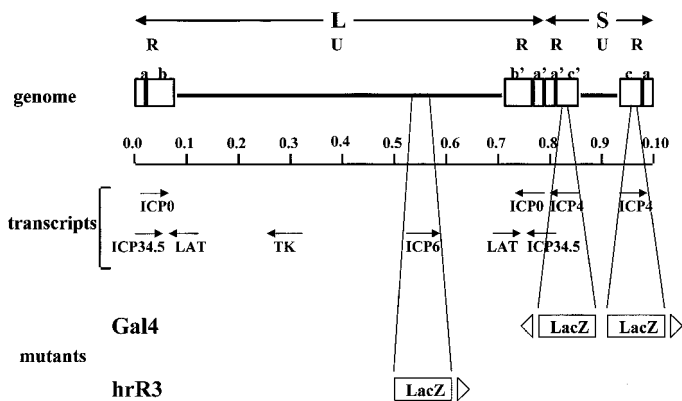 L S
R U R R U R
a b b' a' a' c' c a
genome
0.0 0.1 0.2 0.3 0.4 0.5 0.6 0.7 0.8 0.9 0.10
transcripts
ICP0 ICP0 ICP4 ICP4
ICP34.5 LAT TK ICP6 LAT ICP34.5
Gal4 LacZ LacZ
mutants
hrR3 LacZ